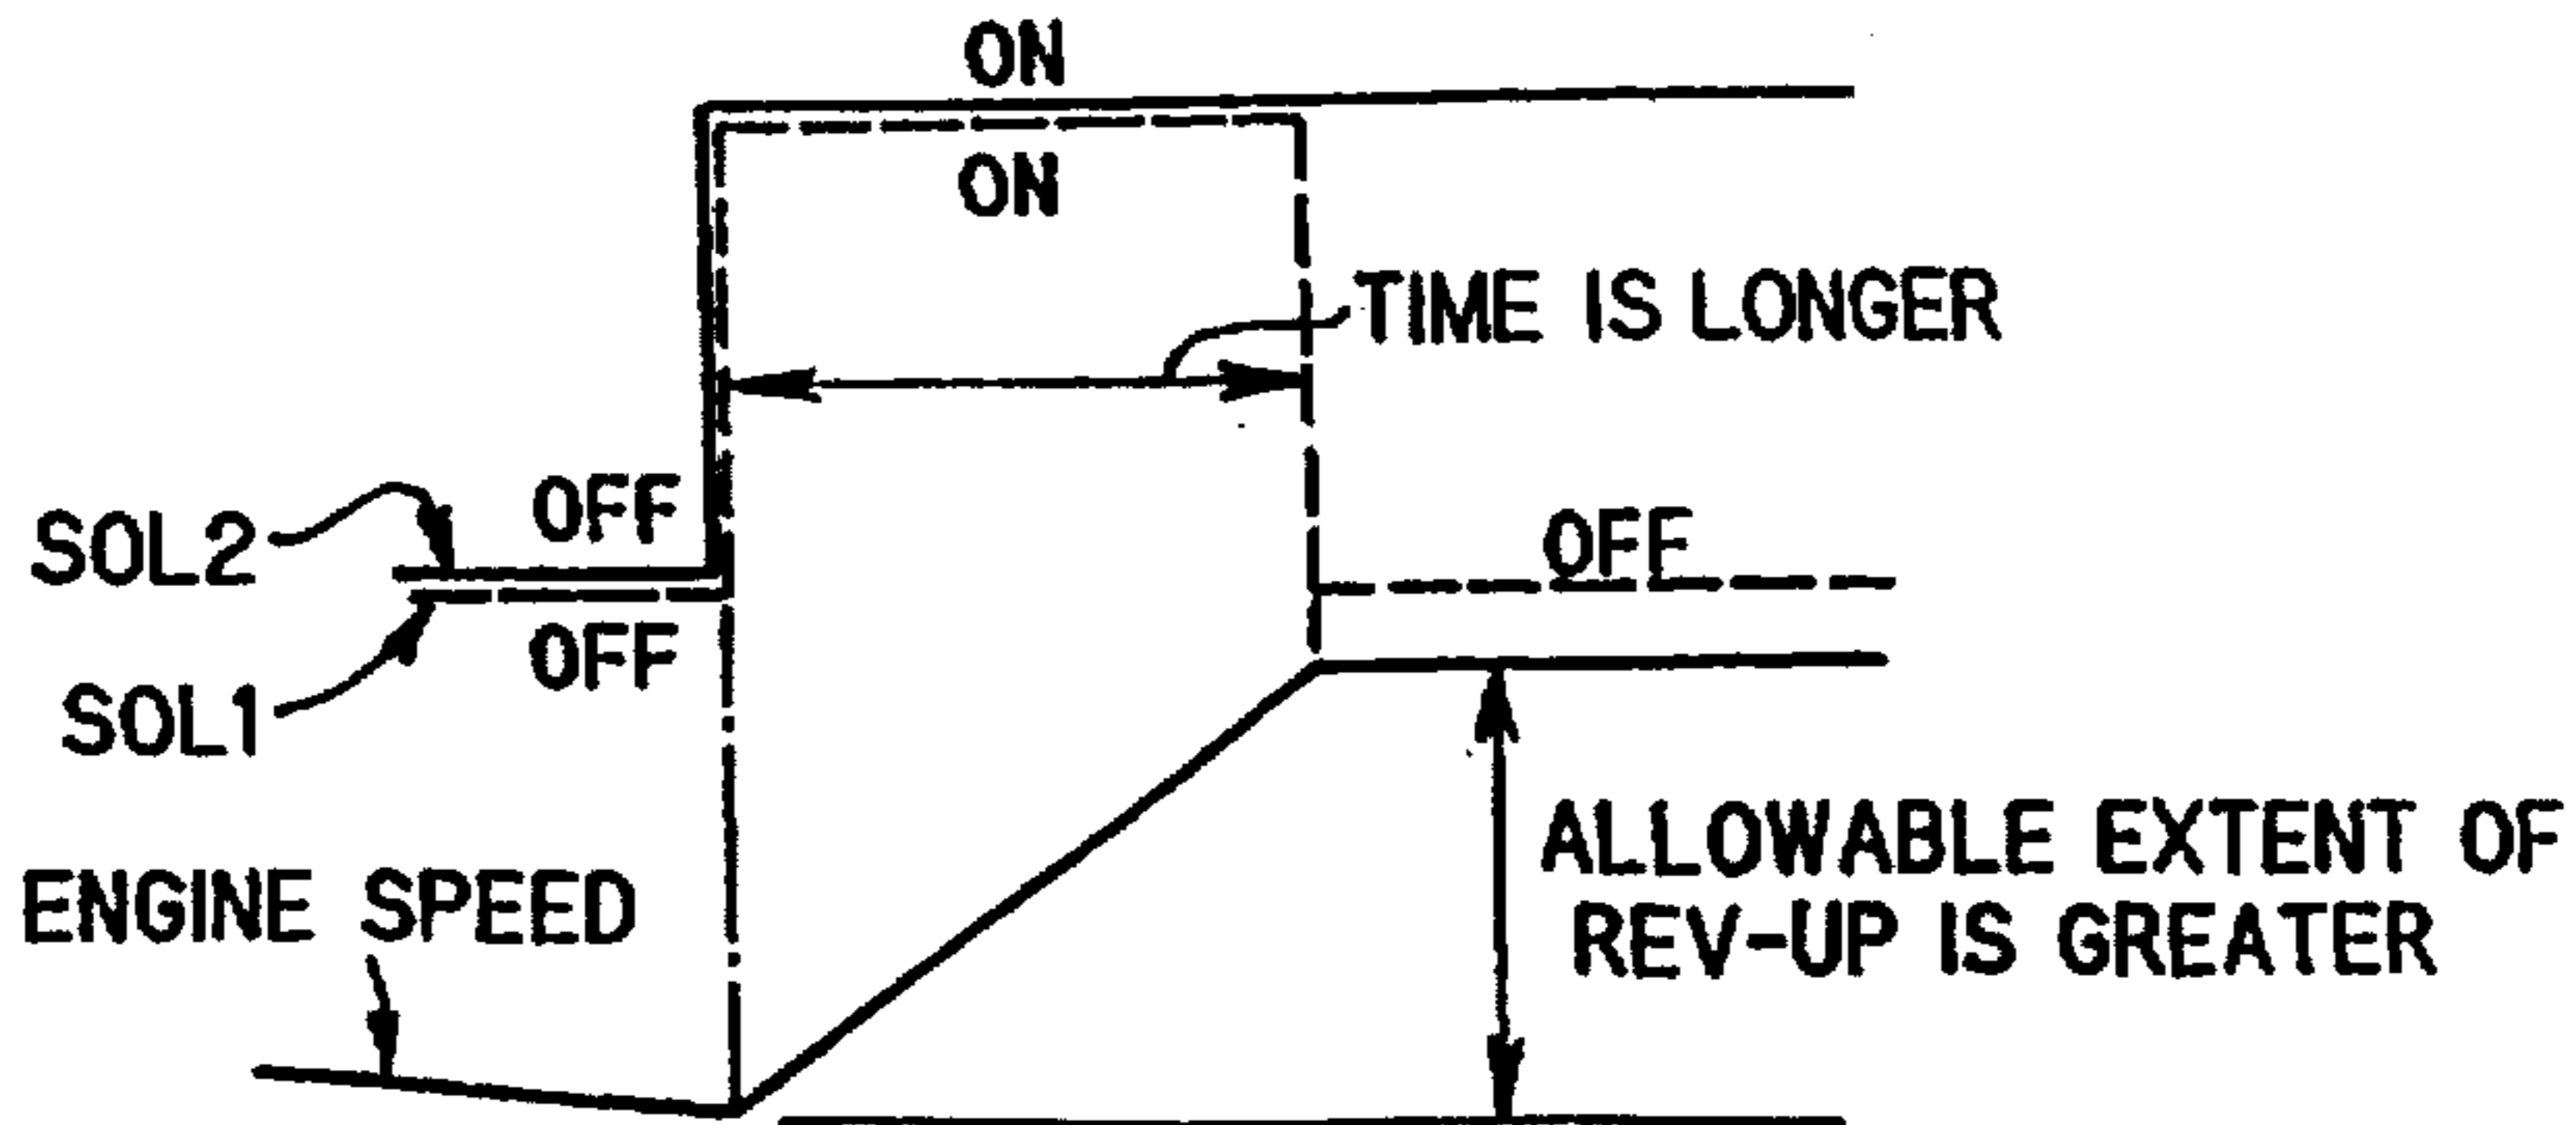 ON
ON
TIME IS LONGER
OFF
SOL2
OFF
OFF
SOL1
ALLOWABLE EXTENT OF
REV-UP IS GREATER
ENGINE SPEED